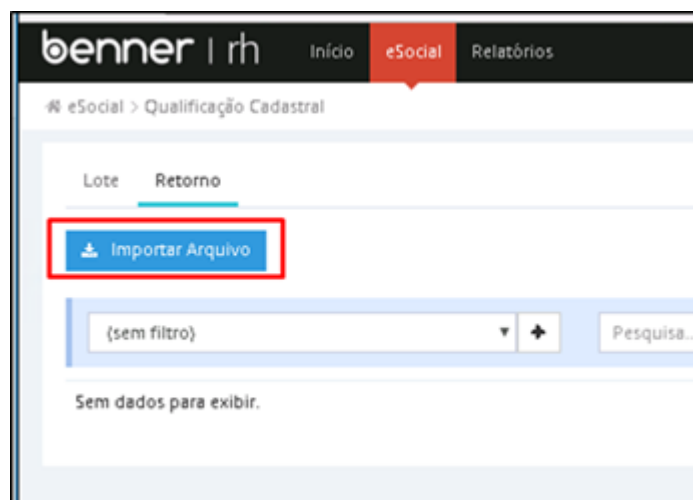 benner | rh Início eSocial Relatórios
eSocial > Qualificação Cadastral
Lote Retorno
Importar Arquivo
(sem filtro) Pesquisa...
Sem dados para exibir.